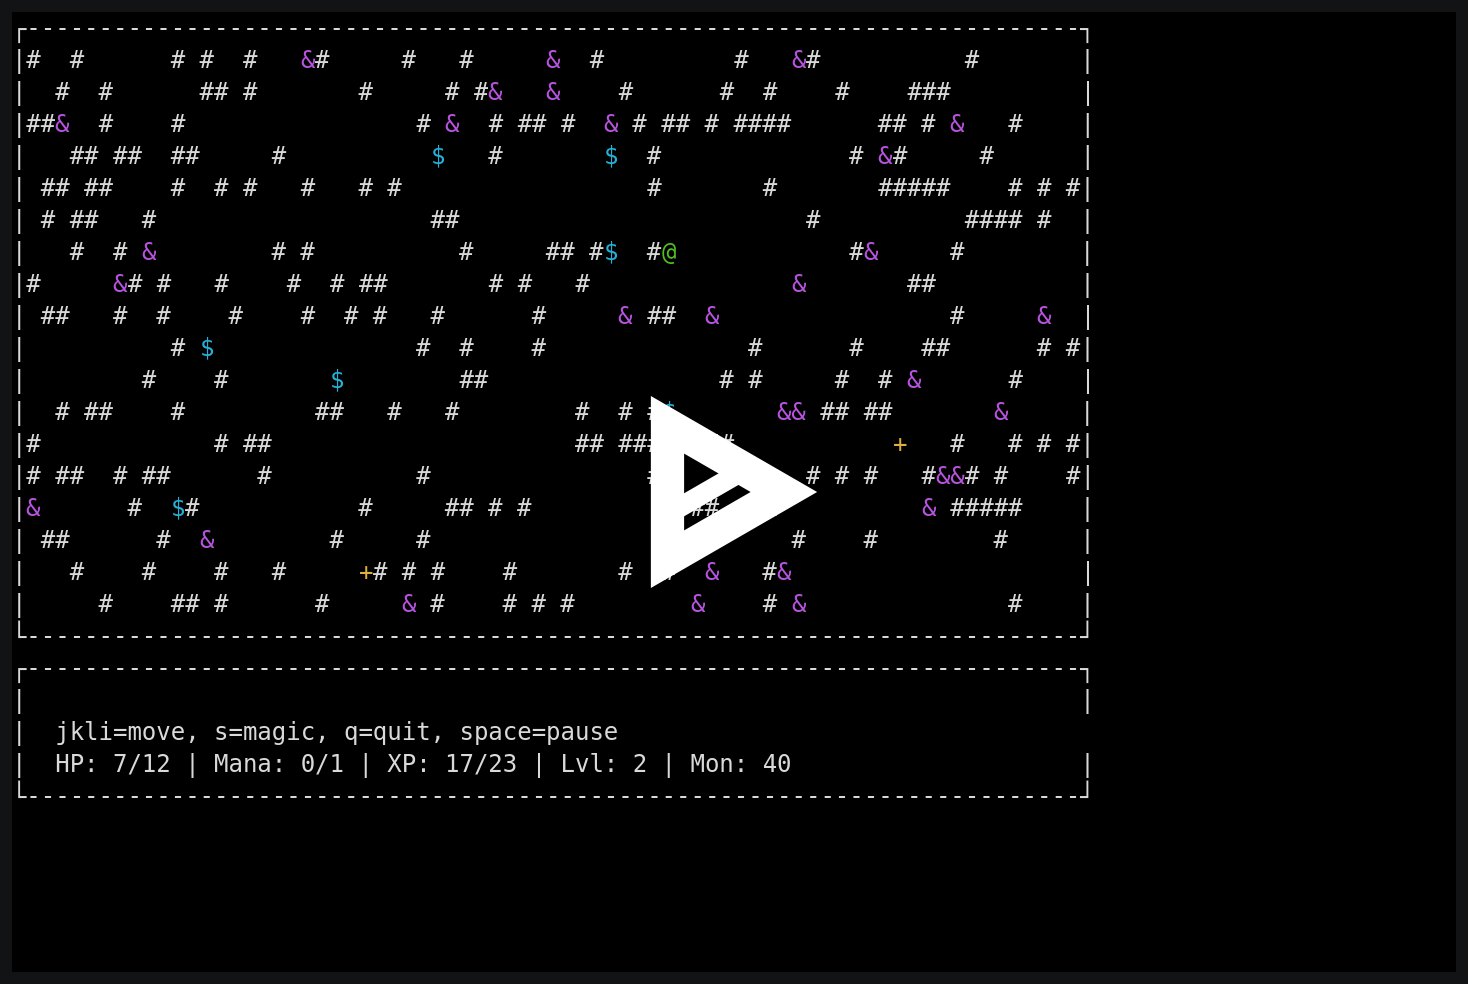 |#  #      # #  #   &#     #   #     &  #         #   &#          #       |
|  #  #      ## #       #     # #&   &    #      #  #    #    ###         |
|##&  #    #                # &  # ## #  & # ## # ####      ## # &   #    |
|   ## ##  ##     #          $   #       $  #             # &#     #      |
| ## ##    #  # #   #   # #                 #       #       #####    # # #|
| # ##   #                   ##                        #          #### #  |
|   #  # &        # #          #     ## #$  #@            #&     #        |
|#     &# #   #    #  # ##       # #   #              &       ##          |
| ##   #  #    #    #  # #   #      #     & ##  &                #     &  |
|          # $              #  #    #              #      #    ##      # #|
|        #    #       $        ##                # #     #  # &      #    |
|  # ##    #         ##   #   #        #  # #$       && ## ##       &     |
|#            # ##                     ## ###     #           +   #   # # #|
|# ##  # ##      #          #               #          # # #   #&&# #    #|
|&      #  $#           #     ## # #           ##              & #####    |
| ##      #  &        #     #                         #    #        #     |
|   #    #    #   #     +# # #    #       #  #  &   #&                    |
|     #    ## #      #     & #    # # #        &    # &              #    |
jkli=move, s=magic, q=quit, space=pause
HP: 7/12 | Mana: 0/1 | XP: 17/23 | Lvl: 2 | Mon: 40